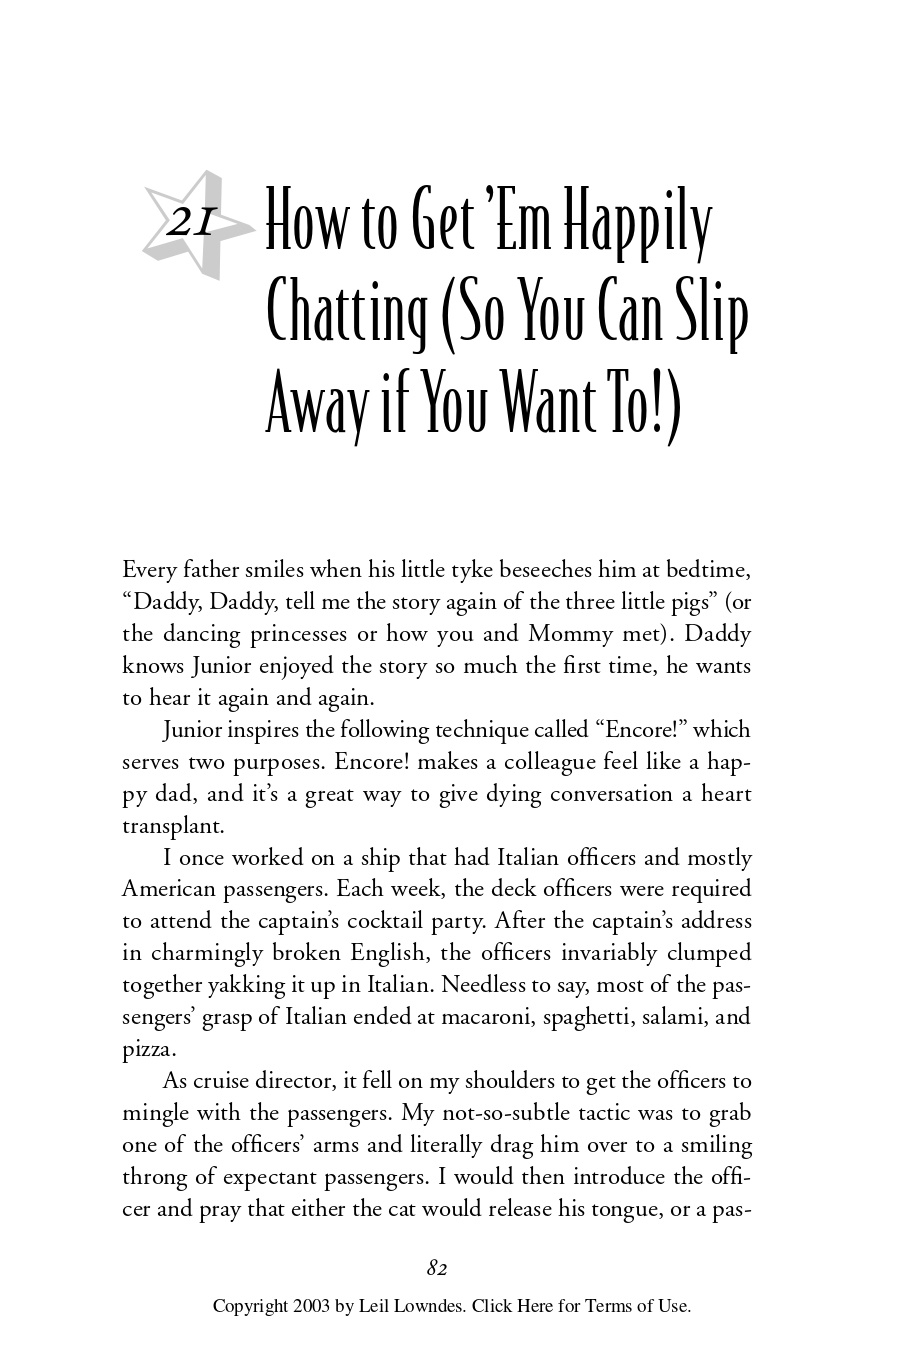 21
How to Get ’Em Happily
Chatting (So You Can Slip
Away if You Want To!)
Every father smiles when his little tyke beseeches him at bedtime,
“Daddy, Daddy, tell me the story again of the three little pigs” (or
the dancing princesses or how you and Mommy met). Daddy
knows Junior enjoyed the story so much the first time, he wants
to hear it again and again.
Junior inspires the following technique called “Encore!” which
serves two purposes. Encore! makes a colleague feel like a hap-
py dad, and it’s a great way to give dying conversation a heart
transplant.
I once worked on a ship that had Italian officers and mostly
American passengers. Each week, the deck officers were required
to attend the captain’s cocktail party. After the captain’s address
in charmingly broken English, the officers invariably clumped
together yakking it up in Italian. Needless to say, most of the pas-
sengers’ grasp of Italian ended at macaroni, spaghetti, salami, and
pizza.
As cruise director, it fell on my shoulders to get the officers to
mingle with the passengers. My not-so-subtle tactic was to grab
one of the officers’ arms and literally drag him over to a smiling
throng of expectant passengers. I would then introduce the offi-
cer and pray that either the cat would release his tongue, or a pas-
82
Copyright 2003 by Leil Lowndes. Click Here for Terms of Use.